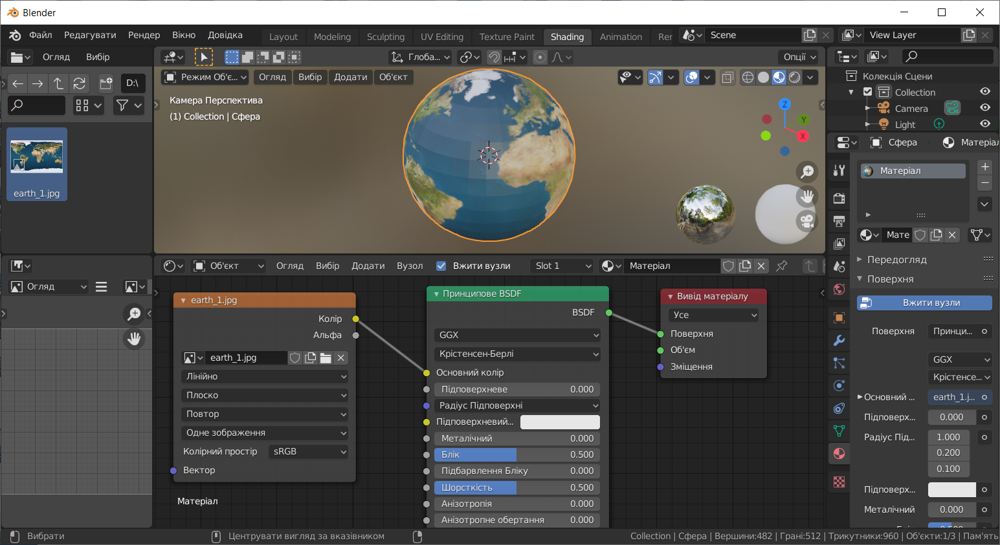 Blender
Файл Редагувати Рендер Вікно Довідка Layout Modeling Sculpting UV Editing Texture Paint Shading Animation Rer Scene View Layer
Огляд Вибір Глоба... Опції
D:\ Режим Об'є... Огляд Вибір Додати Об'єкт
Камера Перспектива
(1) Collection | Сфера
earth_1.jpg
Z
Y
X
Колекція Сцени
Collection
Camera
Light
Сфера Матеріал
Матеріал
Мате
Передогляд
Поверхня
Вжити вузли
Поверхня Принци...
GGX
Крістенсе...
Основний ... earth_1.j...
Підповерх... 0.000
Радіус Під... 1.000
0.200
0.100
Підповерх...
Металічний 0.000
Об'єкт Огляд Вибір Додати Вузол Вжити вузли Slot 1 Матеріал
Огляд
earth_1.jpg
Колір
Альфа
earth_1.jpg
Лінійно
Плоско
Повтор
Одне зображення
Колірний простір sRGB
Вектор
Матеріал
Принципове BSDF
BSDF
GGX
Крістенсен-Берлі
Основний колір
Підповерхневе 0.000
Радіус Підповерхні
Підповерхневий...
Металічний 0.000
Блік 0.500
Підбарвлення Бліку 0.000
Шорсткість 0.500
Анізотропія 0.000
Анізотропне обертання 0.000
Вивід матеріалу
Усе
Поверхня
Об'єм
Зміщення
Вибрати Центрувати вигляд за вказівником Collection | Сфера | Вершини:482 | Грані:512 | Трикутники:960 | Об'єкти:1/3 | Пам'ять